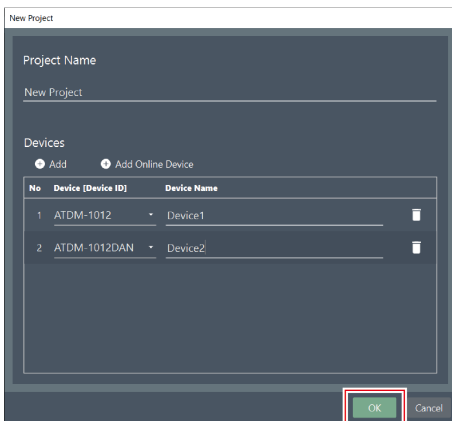 New Project
Project Name
New Project
Devices
Add Add Online Device
No Device [Device ID] Device Name
1 ATDM-1012 Device1
2 ATDM-1012DAN Device2
OK Cancel